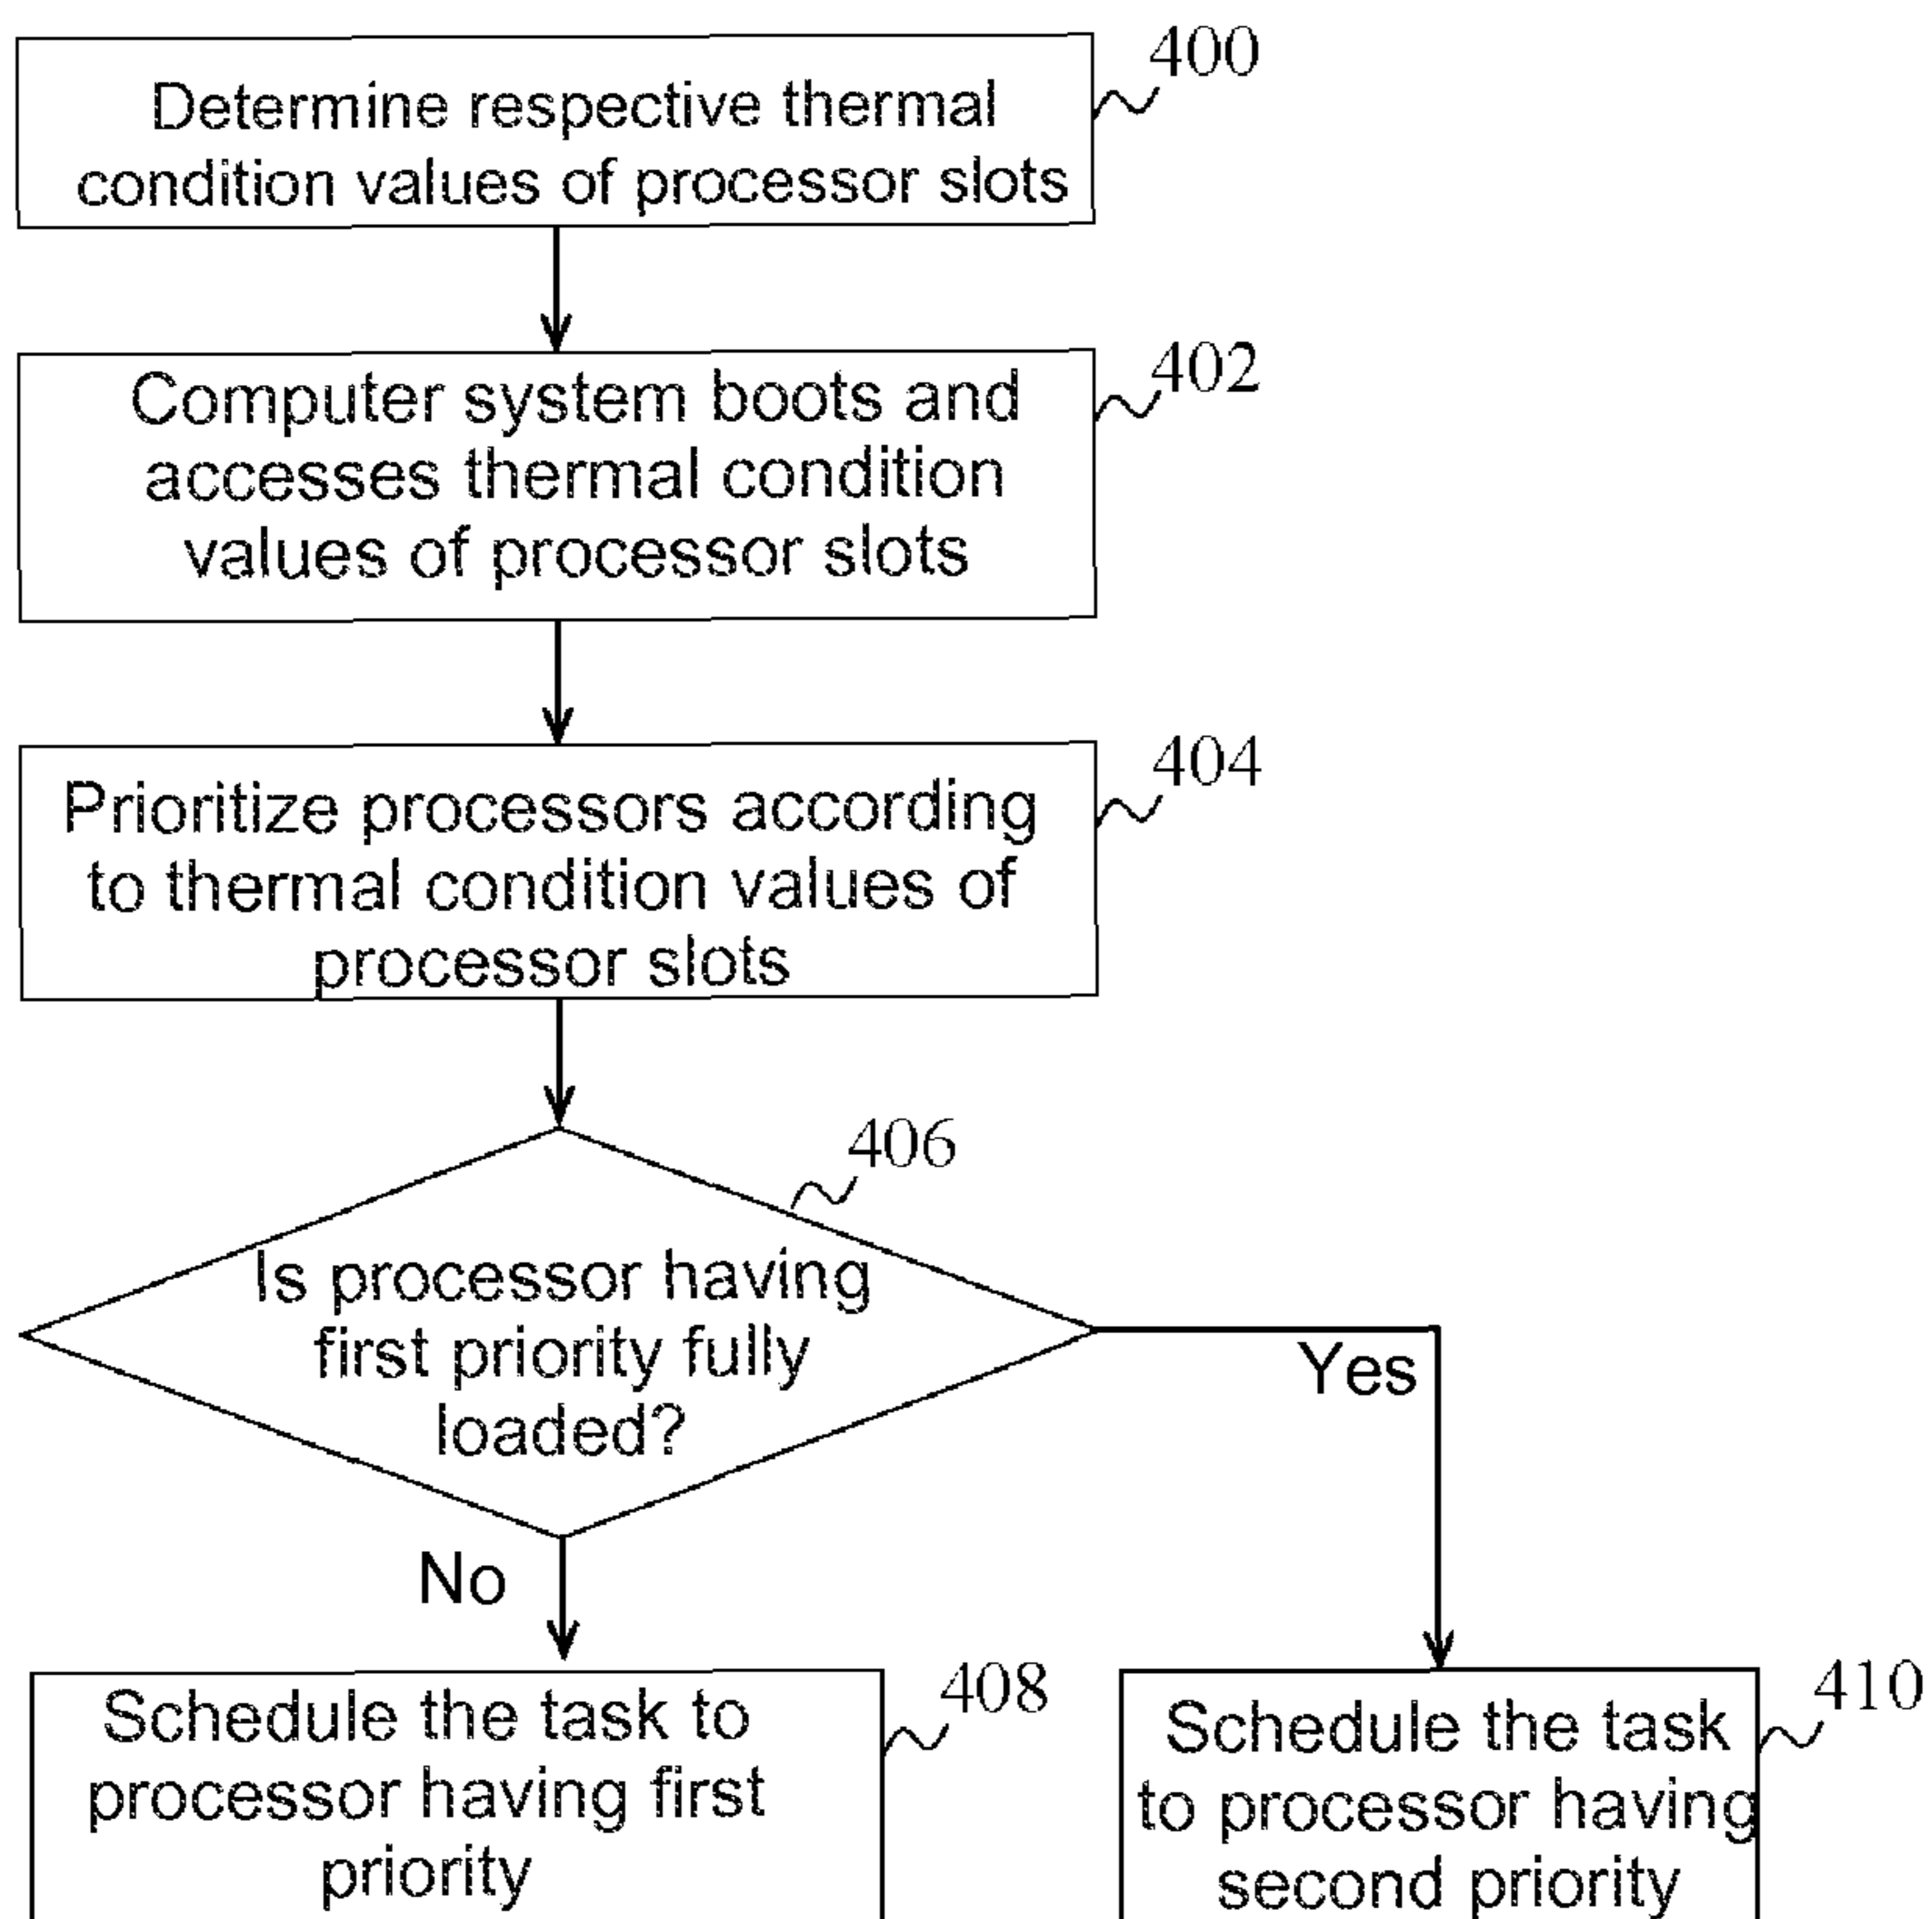 400
Determine respective thermal
condition values of processor slots
402
Computer system boots and
accesses thermal condition
values of processor slots
404
Prioritize processors according
to thermal condition values of
processor slots
406
Is processor having
first priority fully
loaded?
Yes
No
408
Schedule the task to
processor having first
priority
410
Schedule the task
to processor having
second priority